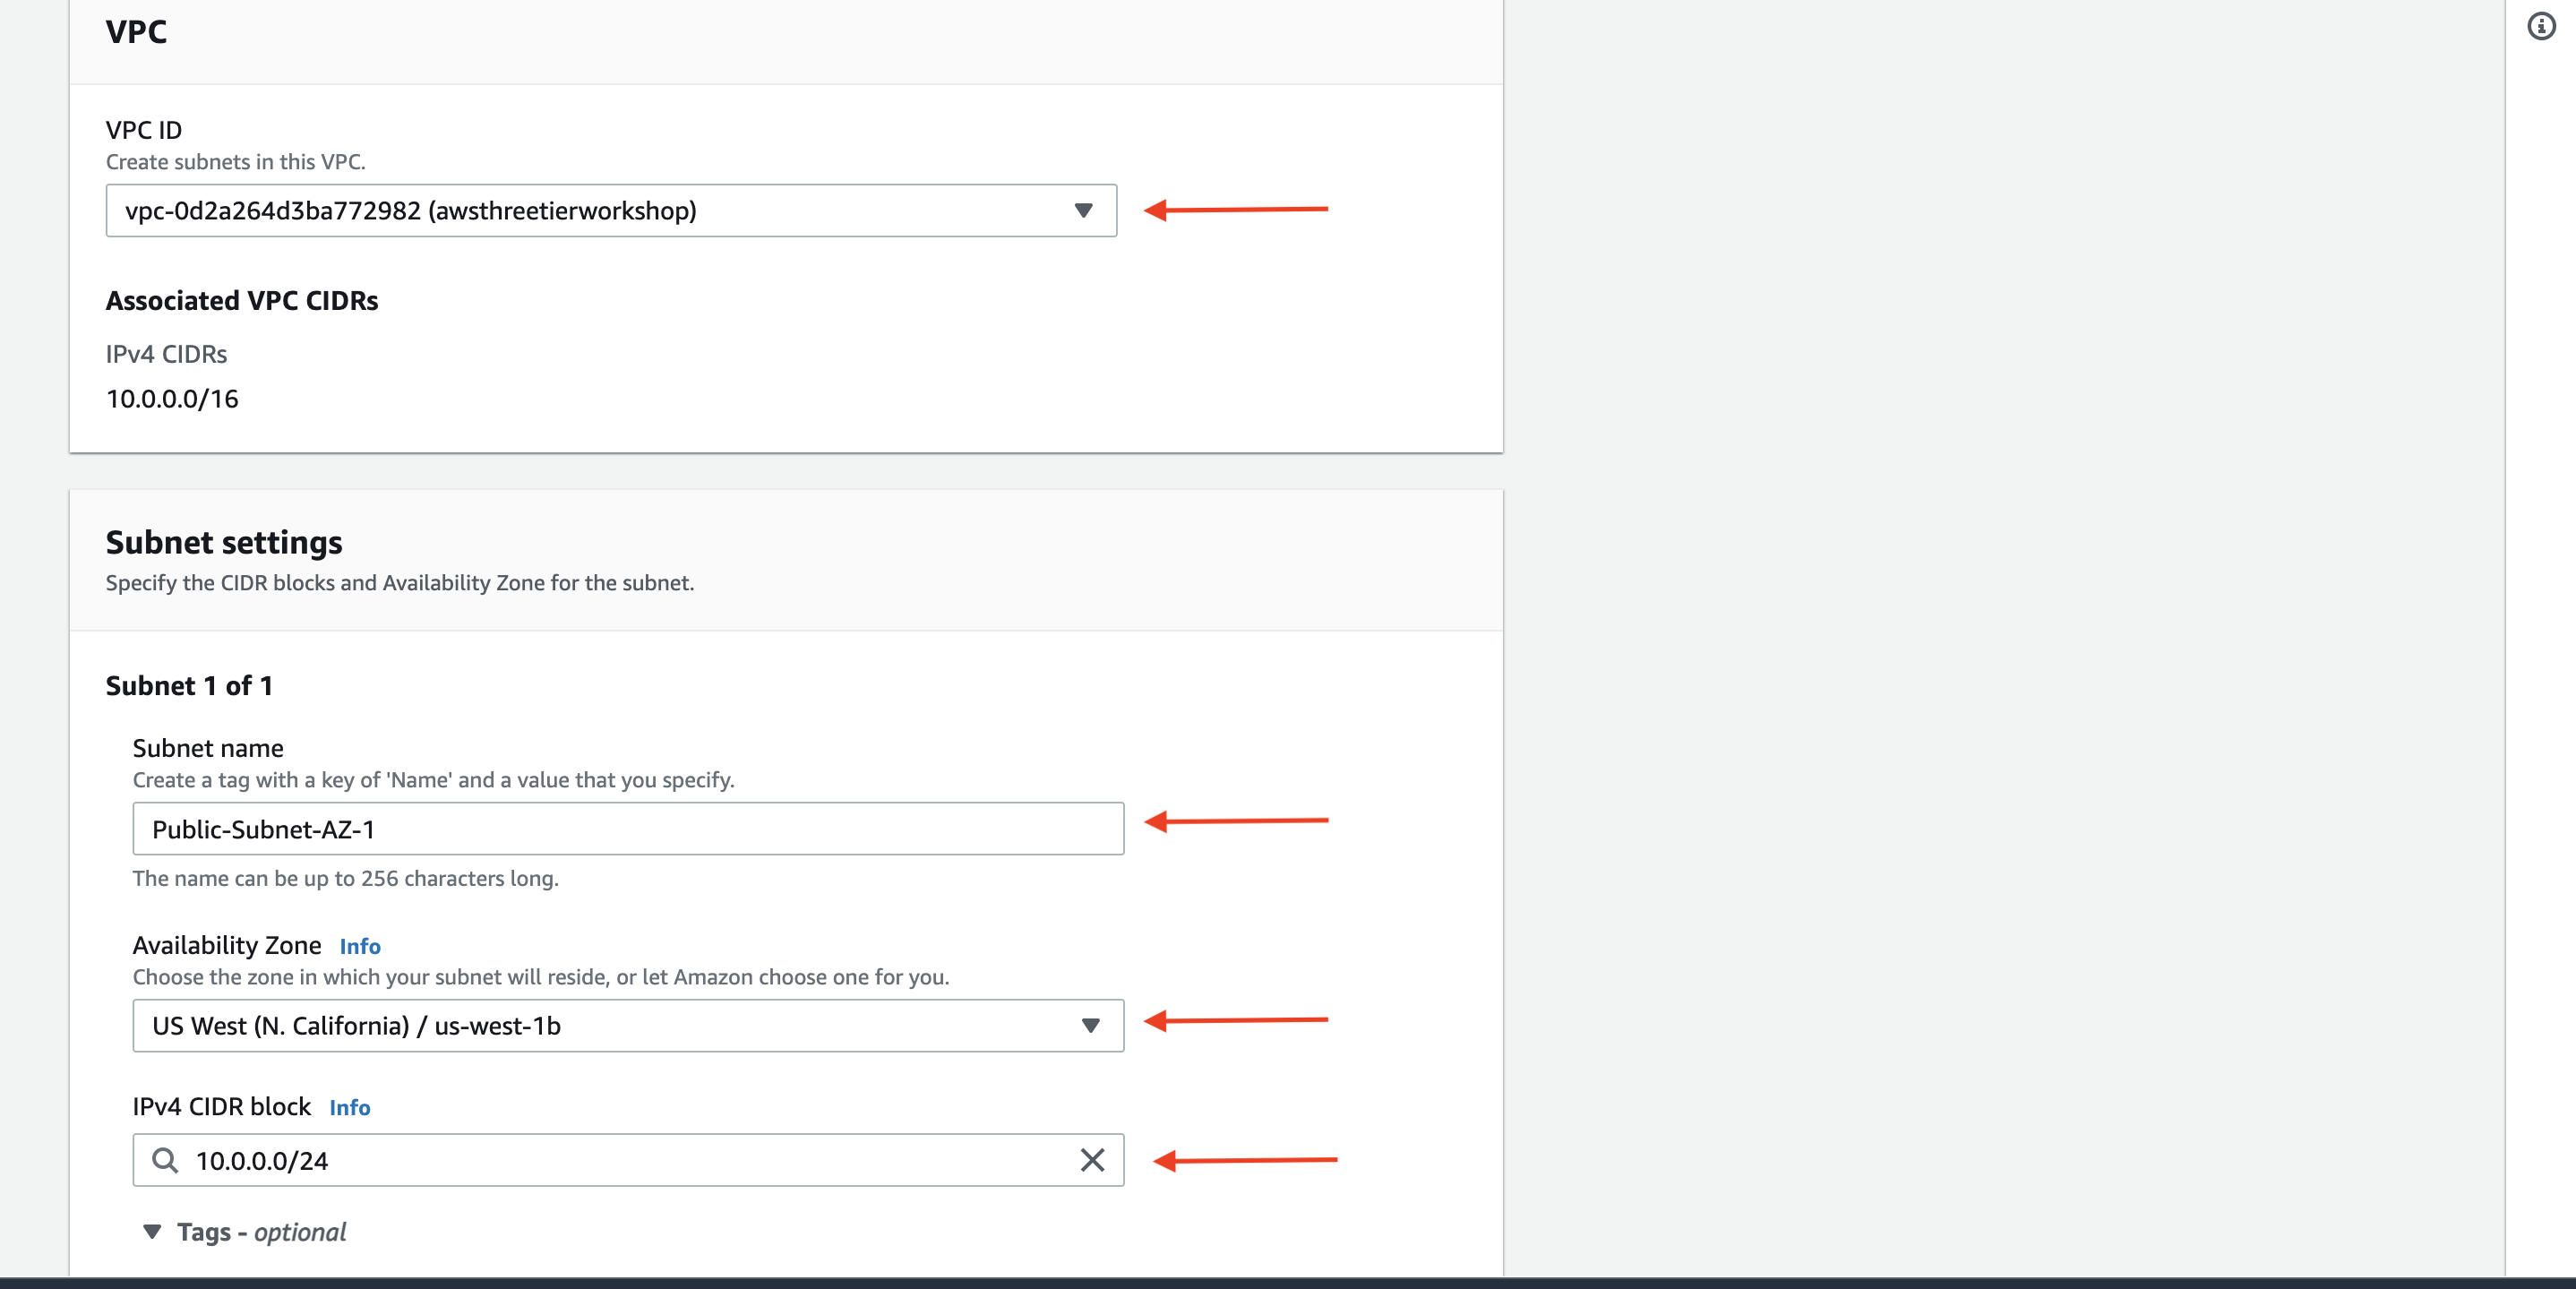 VPC
VPC ID
Create subnets in this VPC.
vpc-0d2a264d3ba772982 (awsthreetierworkshop)
Associated VPC CIDRs
IPv4 CIDRs
10.0.0.0/16
Subnet settings
Specify the CIDR blocks and Availability Zone for the subnet.
Subnet 1 of 1
Subnet name
Create a tag with a key of 'Name' and a value that you specify.
Public-Subnet-AZ-1
The name can be up to 256 characters long.
Availability Zone Info
Choose the zone in which your subnet will reside, or let Amazon choose one for you.
US West (N. California) / us-west-1b
IPv4 CIDR block Info
10.0.0.0/24
Tags - optional